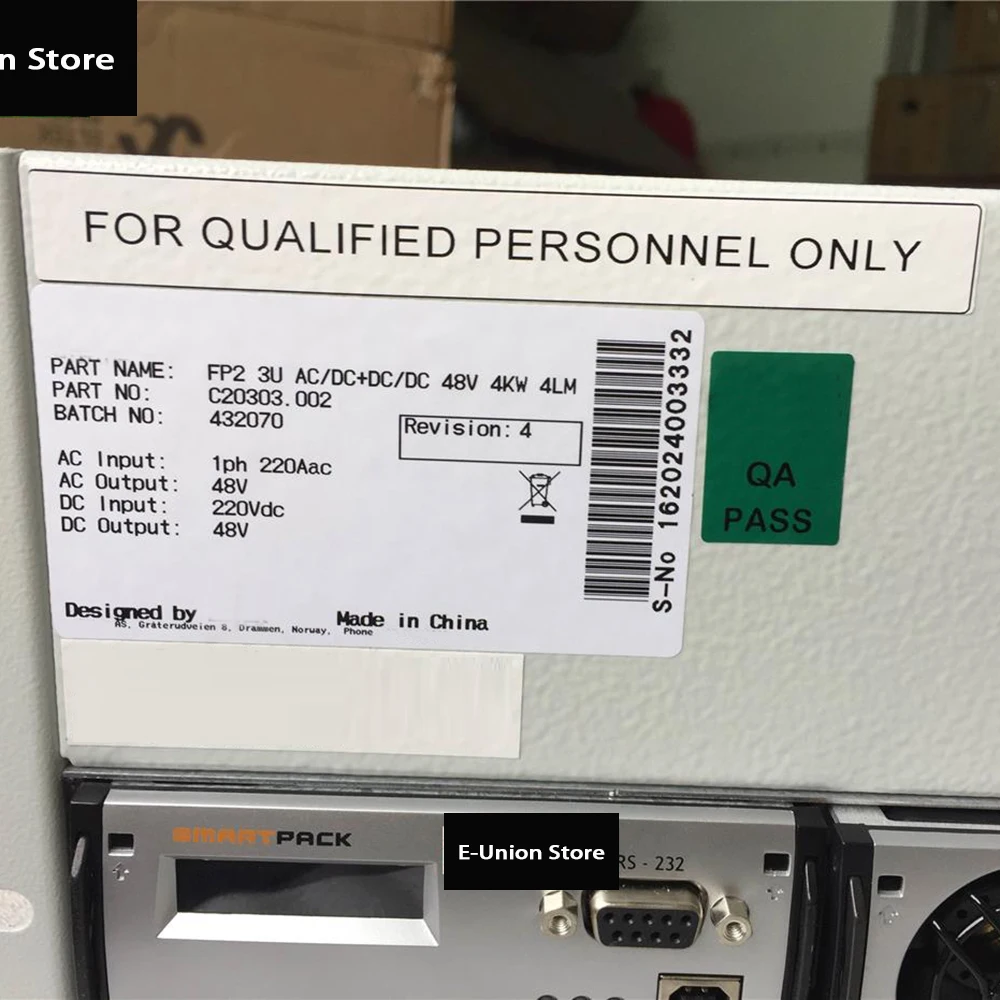 n Store
FOR QUALIFIED PERSONNEL ONLY
PART NAME: FP2 3U AC/DC+DC/DC 48V 4KW 4LM
PART NO: C20303.002
BATCH NO: 432070
Revision: 4
AC Input: 1ph 220Aac
AC Output: 48V
DC Input: 220Vdc
DC Output: 48V
Designed by Made in China
AS, Gråterudveien 8, Drammen, Norway, Phone
S-No 162024003332
QA
PASS
SMARTPACK
E-Union Store
RS - 232